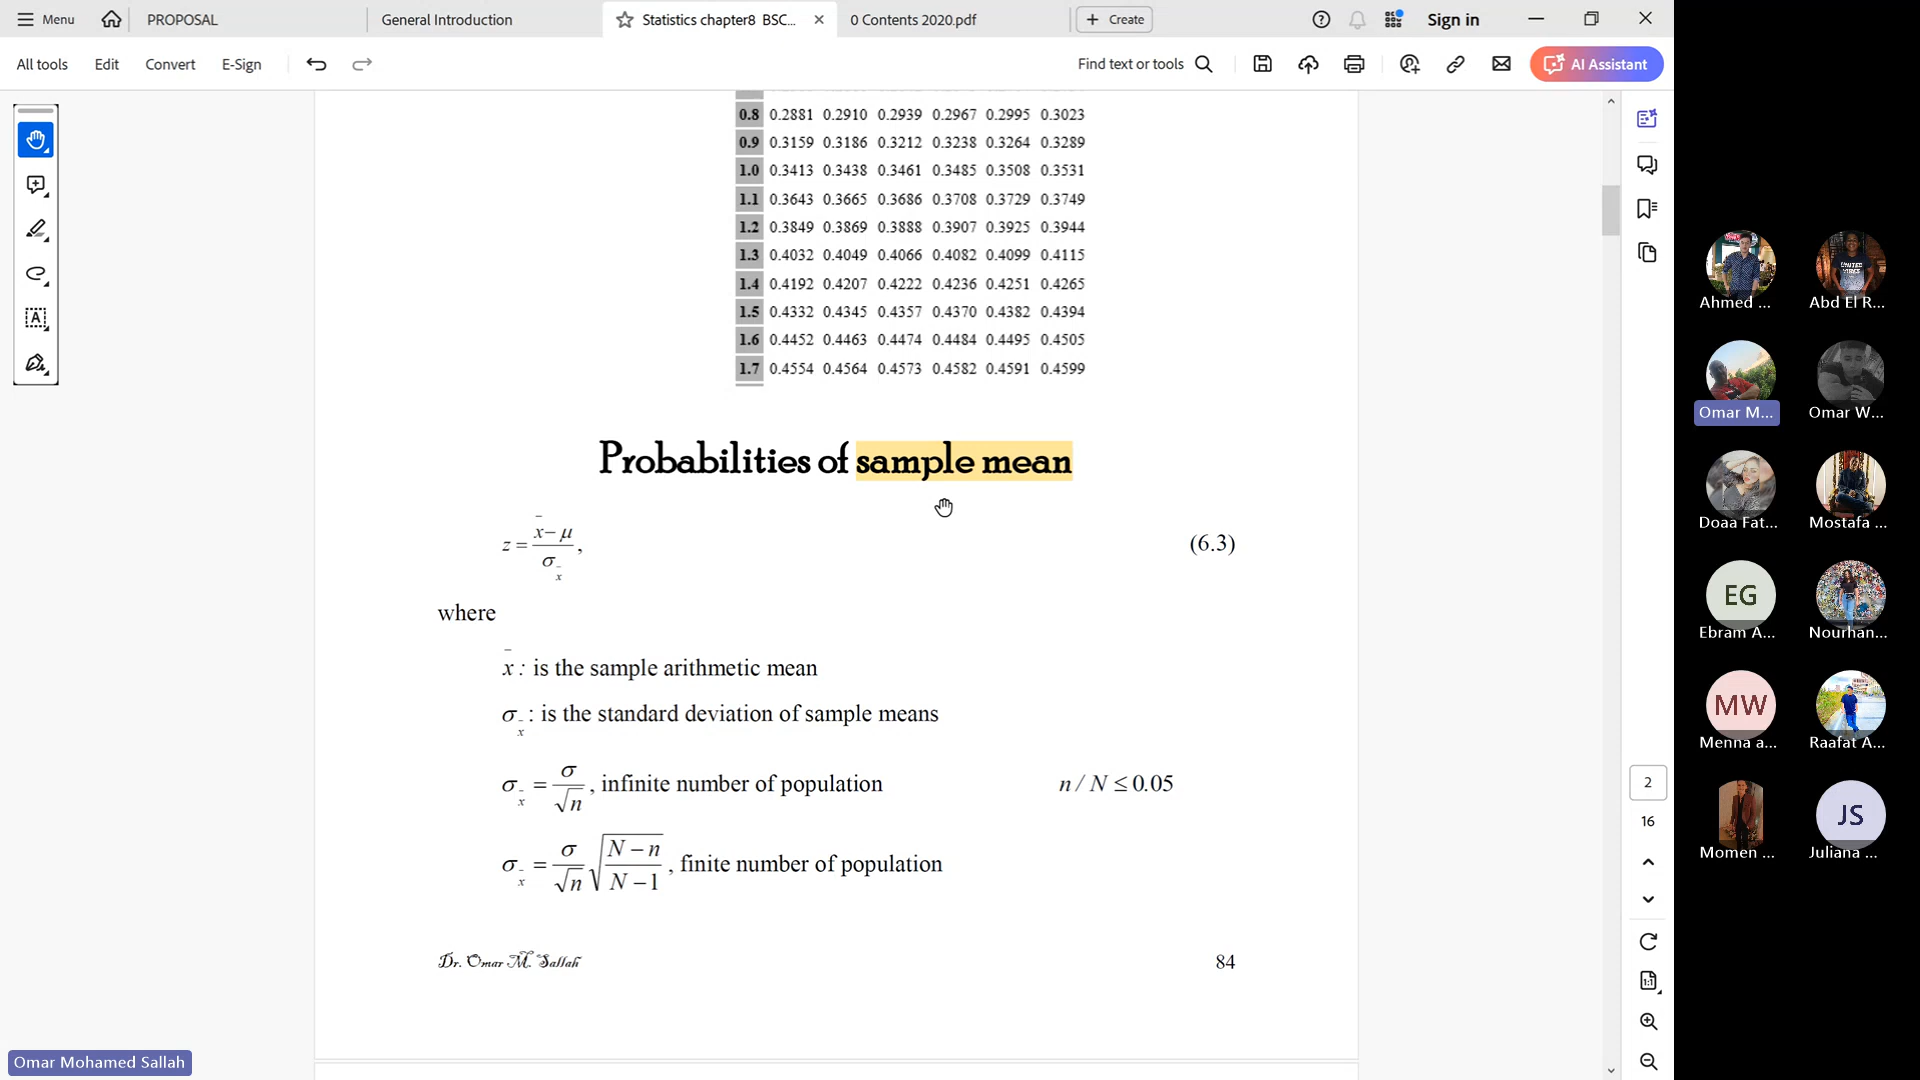 Menu
PROPOSAL
General Introduction
Statistics chapter8 BSC...
0 Contents 2020.pdf
Create
Sign in
All tools
Edit
Convert
E-Sign
Find text or tools
AI Assistant
0.8 0.2881 0.2910 0.2939 0.2967 0.2995 0.3023
0.9 0.3159 0.3186 0.3212 0.3238 0.3264 0.3289
1.0 0.3413 0.3438 0.3461 0.3485 0.3508 0.3531
1.1 0.3643 0.3665 0.3686 0.3708 0.3729 0.3749
1.2 0.3849 0.3869 0.3888 0.3907 0.3925 0.3944
1.3 0.4032 0.4049 0.4066 0.4082 0.4099 0.4115
1.4 0.4192 0.4207 0.4222 0.4236 0.4251 0.4265
1.5 0.4332 0.4345 0.4357 0.4370 0.4382 0.4394
1.6 0.4452 0.4463 0.4474 0.4484 0.4495 0.4505
1.7 0.4554 0.4564 0.4573 0.4582 0.4591 0.4599
Probabilities of sample mean
z = (x̄ − μ) / σ_x̄ , (6.3)
where
x̄ : is the sample arithmetic mean
σ_x̄ : is the standard deviation of sample means
σ_x̄ = σ/√n , infinite number of population n / N ≤ 0.05
σ_x̄ = σ/√n √((N − n)/(N − 1)) , finite number of population
Dr. Omar M. Sallah 84
2
16
Omar Mohamed Sallah
Ahmed ...
Abd El R...
Omar M...
Omar W...
Doaa Fat...
Mostafa ...
EG
Ebram A...
Nourhan...
MW
Menna a...
Raafat A...
Momen ...
JS
Juliana ...